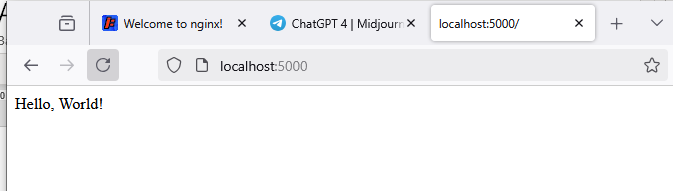 Welcome to nginx!
ChatGPT 4 | Midjourn
localhost:5000/
localhost:5000
Hello, World!